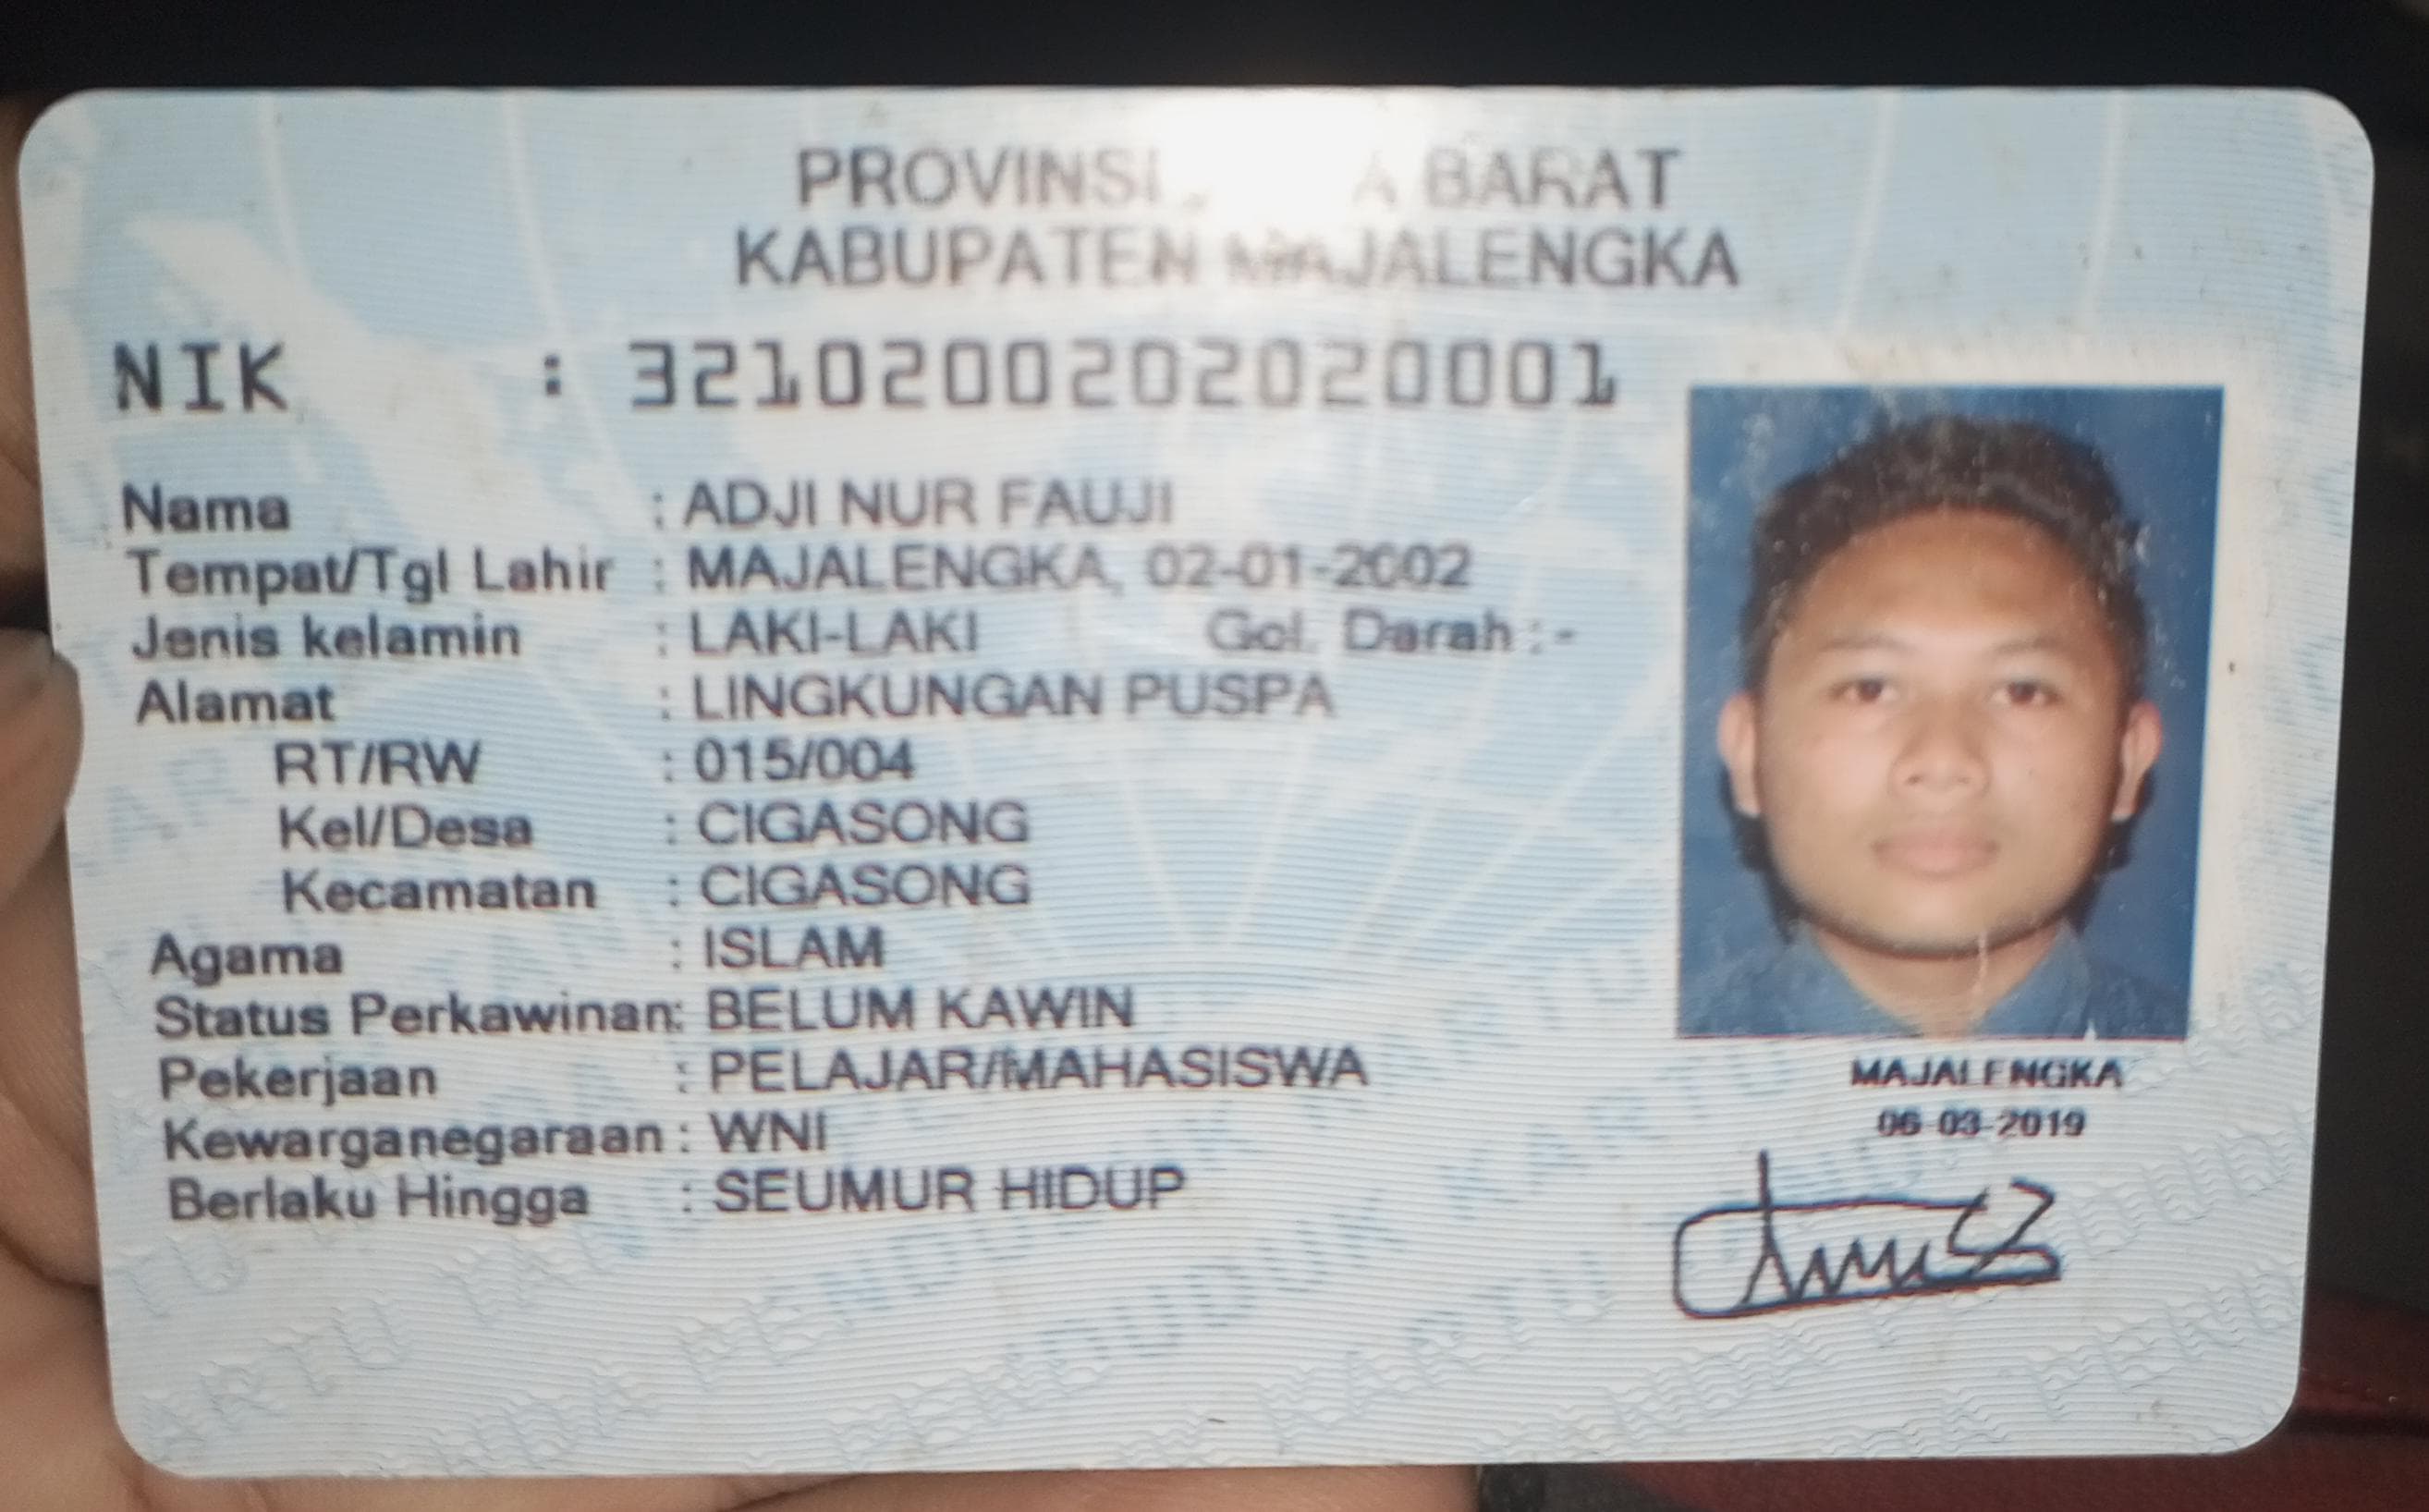 PROVINSI BARAT
KABUPATEN MAJALENGKA
NIK : 3210200202020001
Nama : ADJI NUR FAUJI
Tempat/Tgl Lahir : MAJALENGKA, 02-01-2002
Jenis kelamin : LAKI-LAKI Gol. Darah : -
Alamat : LINGKUNGAN PUSPA
RT/RW : 015/004
Kel/Desa : CIGASONG
Kecamatan : CIGASONG
Agama : ISLAM
Status Perkawinan: BELUM KAWIN
Pekerjaan : PELAJAR/MAHASISWA
Kewarganegaraan : WNI
Berlaku Hingga : SEUMUR HIDUP
MAJALENGKA
06-03-2019